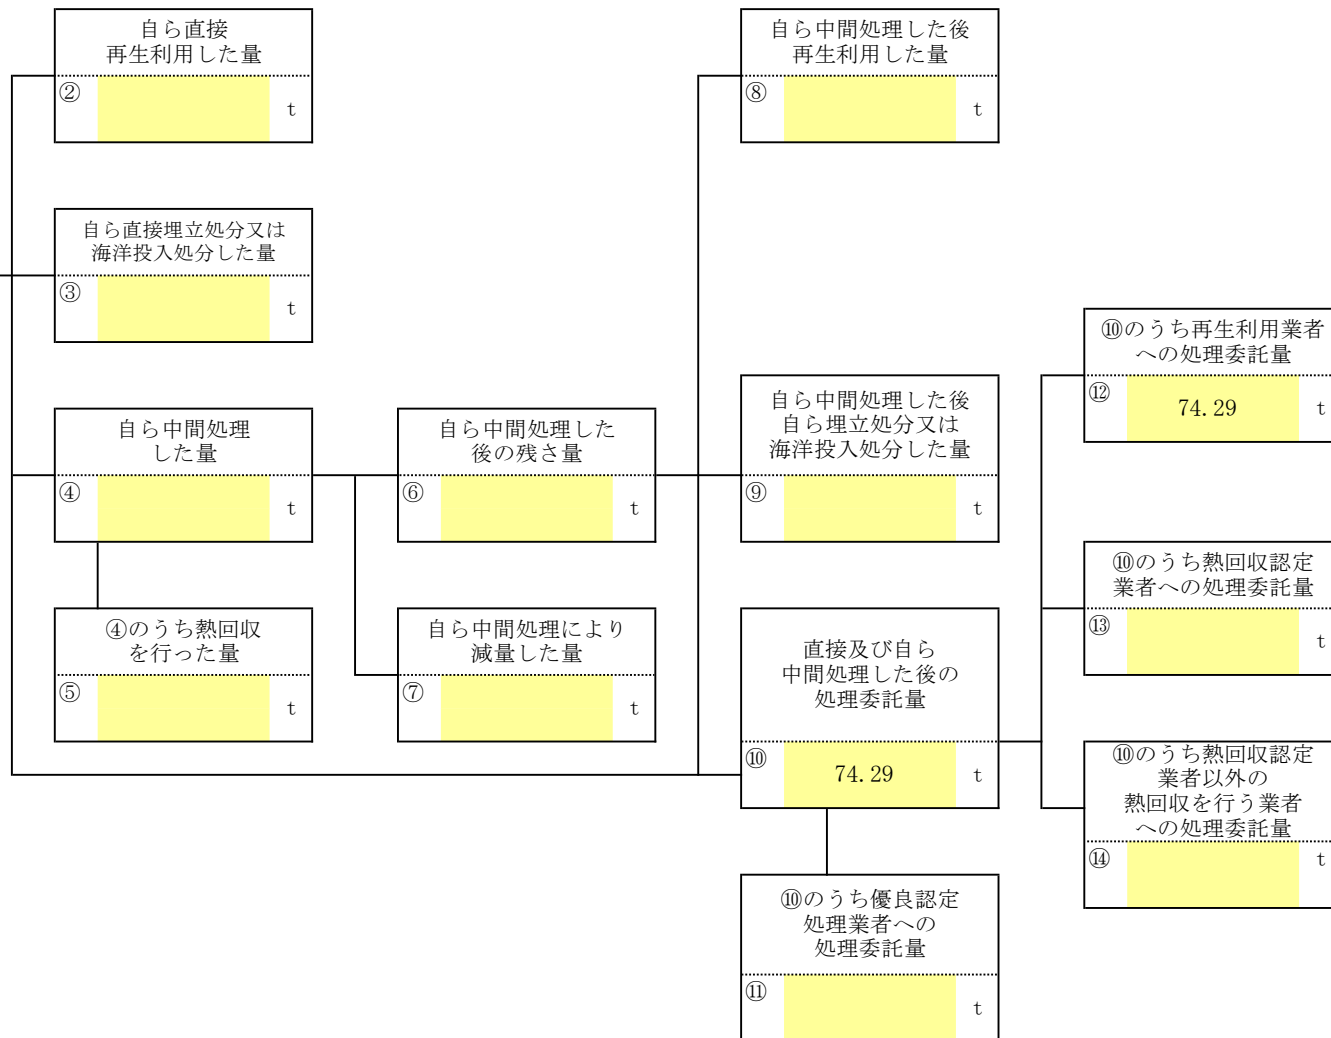 自ら直接
再生利用した量
②
t
自ら中間処理した後
再生利用した量
⑧
t
自ら直接埋立処分又は
海洋投入処分した量
③
t
⑩のうち再生利用業者
への処理委託量
⑫
74.29
t
自ら中間処理
した量
④
t
自ら中間処理した
後の残さ量
⑥
t
自ら中間処理した後
自ら埋立処分又は
海洋投入処分した量
⑨
t
⑩のうち熱回収認定
業者への処理委託量
⑬
t
④のうち熱回収
を行った量
⑤
t
自ら中間処理により
減量した量
⑦
t
直接及び自ら
中間処理した後の
処理委託量
⑩
74.29
t
⑩のうち熱回収認定
業者以外の
熱回収を行う業者
への処理委託量
⑭
t
⑩のうち優良認定
処理業者への
処理委託量
⑪
t